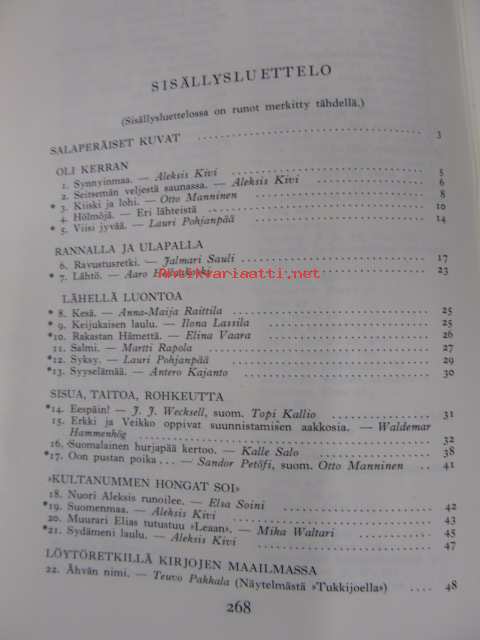 SISÄLLYSLUETTELO
(Sisällysluettelossa on runot merkitty tähdellä.)
SALAPERÄISET KUVAT 3
OLI KERRAN
1. Synnyinmaa. — Aleksis Kivi 5
2. Seitsemän veljestä saunassa. — Aleksis Kivi 6
* 3. Kiiski ja lohi. — Otto Manninen 8
4. Hölmöjä. — Eri lähteistä 10
* 5. Viisi jyvää. — Lauri Pohjanpää 14
RANNALLA JA ULAPALLA
6. Ravustusretki. — Jalmari Sauli 17
* 7. Lähtö. — Aaro Hellaakoski 23
Antikvariaatti.net
LÄHELLÄ LUONTOA
* 8. Kesä. — Anna-Maija Raittila 25
* 9. Keijukaisen laulu. — Ilona Lassila 25
*10. Rakastan Hämettä. — Elina Vaara 26
11. Salmi. — Martti Rapola 27
*12. Syksy. — Lauri Pohjanpää 29
*13. Syyselämää. — Antero Kajanto 30
SISUA, TAITOA, ROHKEUTTA
*14. Eespäin! — J. J. Wecksell, suom. Topi Kallio 31
15. Erkki ja Veikko oppivat suunnistamisen aakkosia. — Waldemar
Hammenhög 32
16. Suomalainen hurjapää kertoo. — Kalle Salo 38
*17. Oon pustan poika ... — Sandor Petöfi, suom. Otto Manninen 41
»KULTANUMMEN HONGAT SOI»
18. Nuori Aleksis runoilee. — Elsa Soini 42
*19. Suomenmaa. — Aleksis Kivi 43
20. Muurari Elias tutustuu »Leaan». — Mika Waltari 45
*21. Sydämeni laulu. — Aleksis Kivi 47
LÖYTÖRETKILLÄ KIRJOJEN MAAILMASSA
22. Ähvän nimi. — Teuvo Pakkala (Näytelmästä »Tukkijoella») 48
268